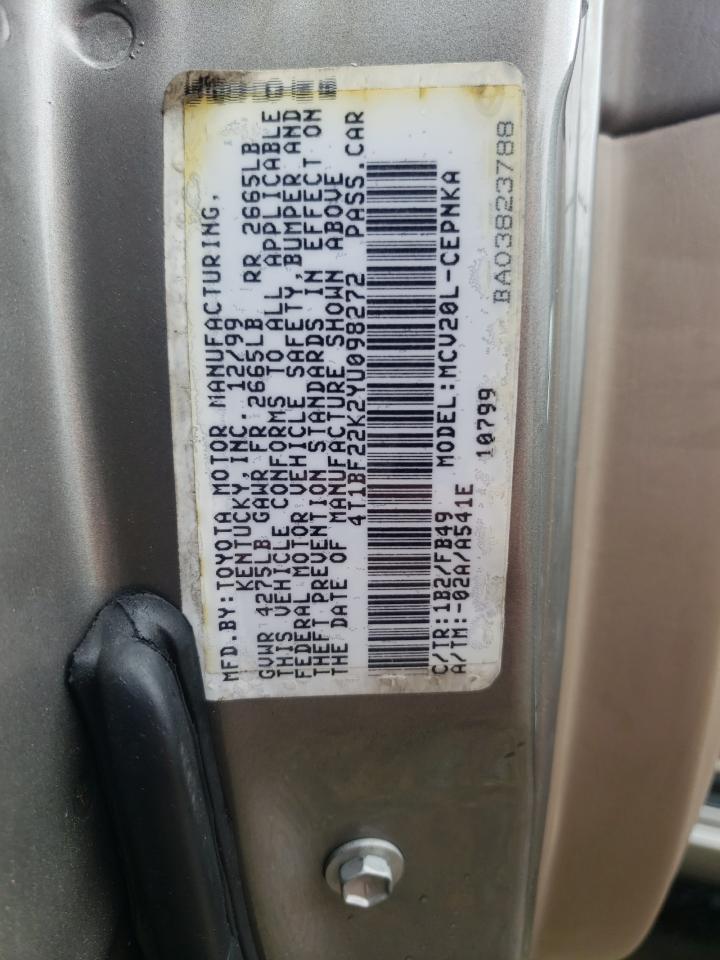 MFD.BY:TOYOTA MOTOR MANUFACTURING,
KENTUCKY,INC. 12/99
GVWR 4275LB GAWR FR 2665LB RR 2665LB
THIS VEHICLE CONFORMS TO ALL APPLICABLE
FEDERAL MOTOR VEHICLE SAFETY,BUMPER AND
THEFT PREVENTION STANDARDS IN EFFECT ON
THE DATE OF MANUFACTURE SHOWN ABOVE
4T1BF22K2YU098272 PASS.CAR
C/TR:1B2/FB49 MODEL:MCV20L-CEPNKA
A/TM:-02A/A541E 10799
BA03823788